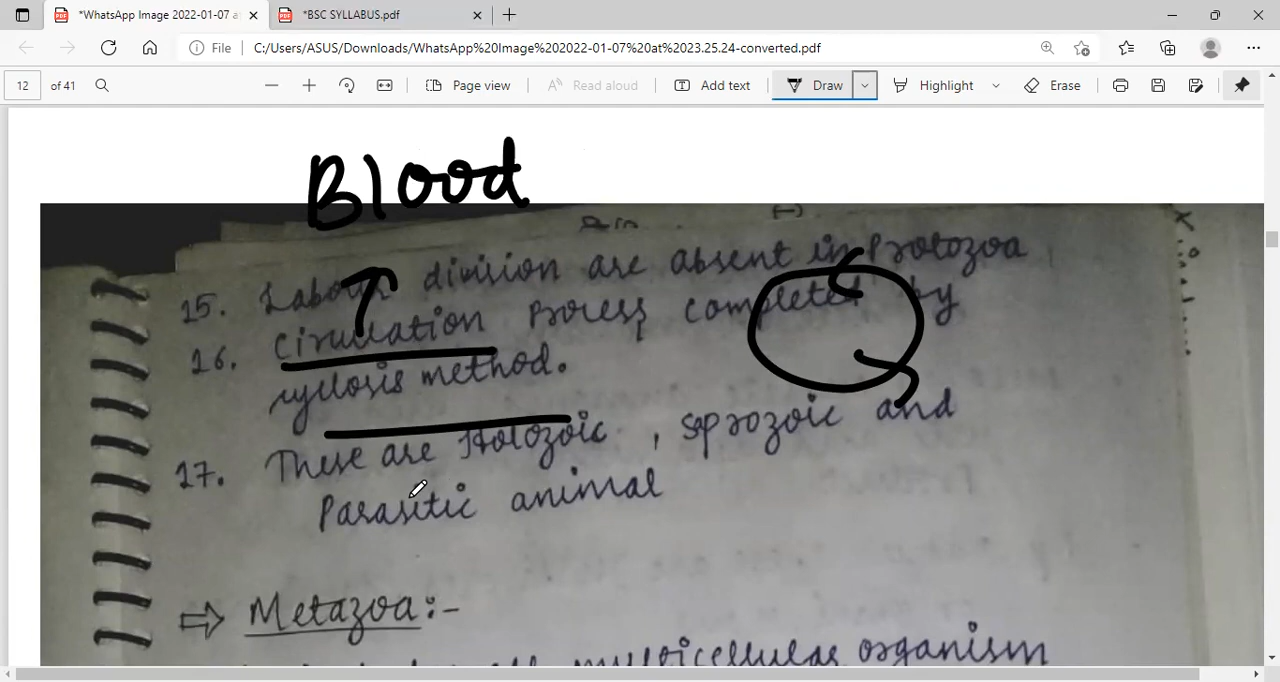 *WhatsApp Image 2022-01-07 a
*BSC SYLLABUS.pdf
File
C:/Users/ASUS/Downloads/WhatsApp%20Image%202022-01-07%20at%2023.25.24-converted.pdf
12 of 41
Page view
Read aloud
Add text
Draw
Highlight
Erase
Blood
15. Labour division are absent in Protozoa
16. Cirulation Process completed by
cyclosis method.
17. These are Holozoic, Saprozoic and
Parasitic animal
⇒ Metazoa:-
multicellular organism